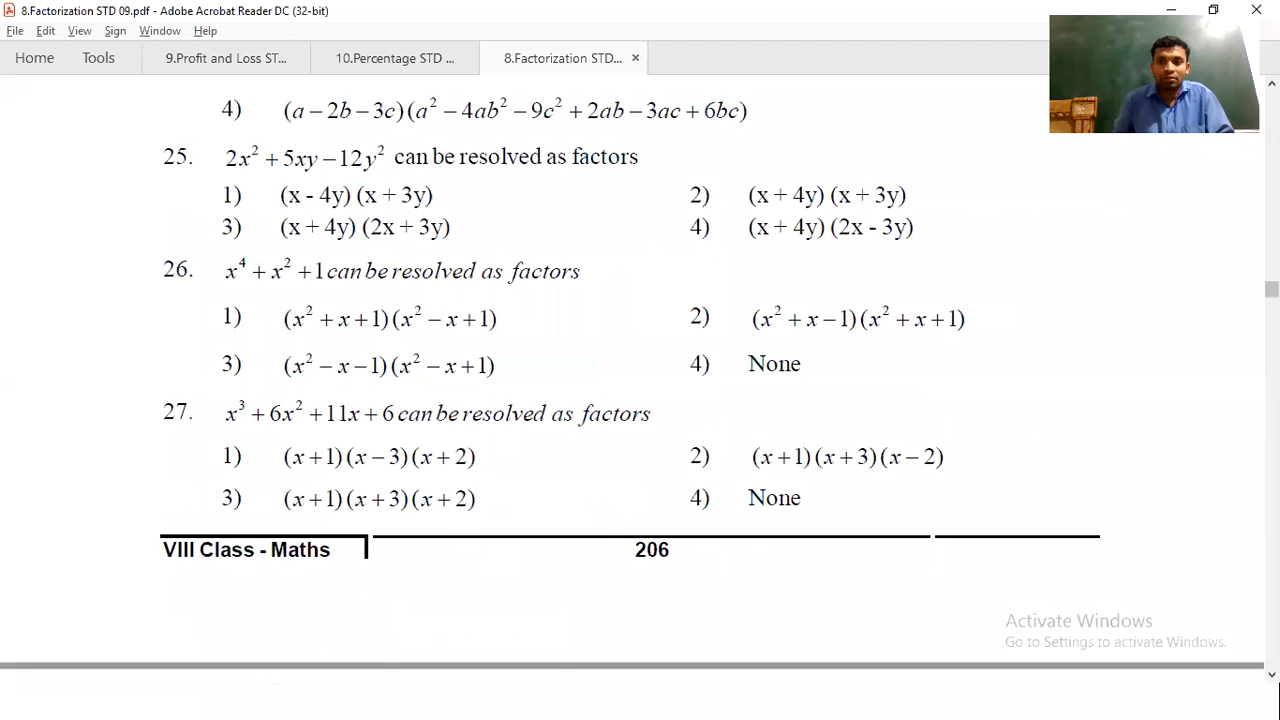 8.Factorization STD 09.pdf - Adobe Acrobat Reader DC (32-bit)
File Edit View Sign Window Help
Home Tools 9.Profit and Loss ST... 10.Percentage STD ... 8.Factorization STD... ×
4) (a − 2b − 3c)(a² − 4ab² − 9c² + 2ab − 3ac + 6bc)
25. 2x² + 5xy − 12y² can be resolved as factors
1) (x - 4y) (x + 3y) 2) (x + 4y) (x + 3y)
3) (x + 4y) (2x + 3y) 4) (x + 4y) (2x - 3y)
26. x⁴ + x² + 1 can be resolved as factors
1) (x² + x + 1)(x² − x + 1) 2) (x² + x − 1)(x² + x + 1)
3) (x² − x − 1)(x² − x + 1) 4) None
27. x³ + 6x² + 11x + 6 can be resolved as factors
1) (x + 1)(x − 3)(x + 2) 2) (x + 1)(x + 3)(x − 2)
3) (x + 1)(x + 3)(x + 2) 4) None
VIII Class - Maths 206
Activate Windows
Go to Settings to activate Windows.